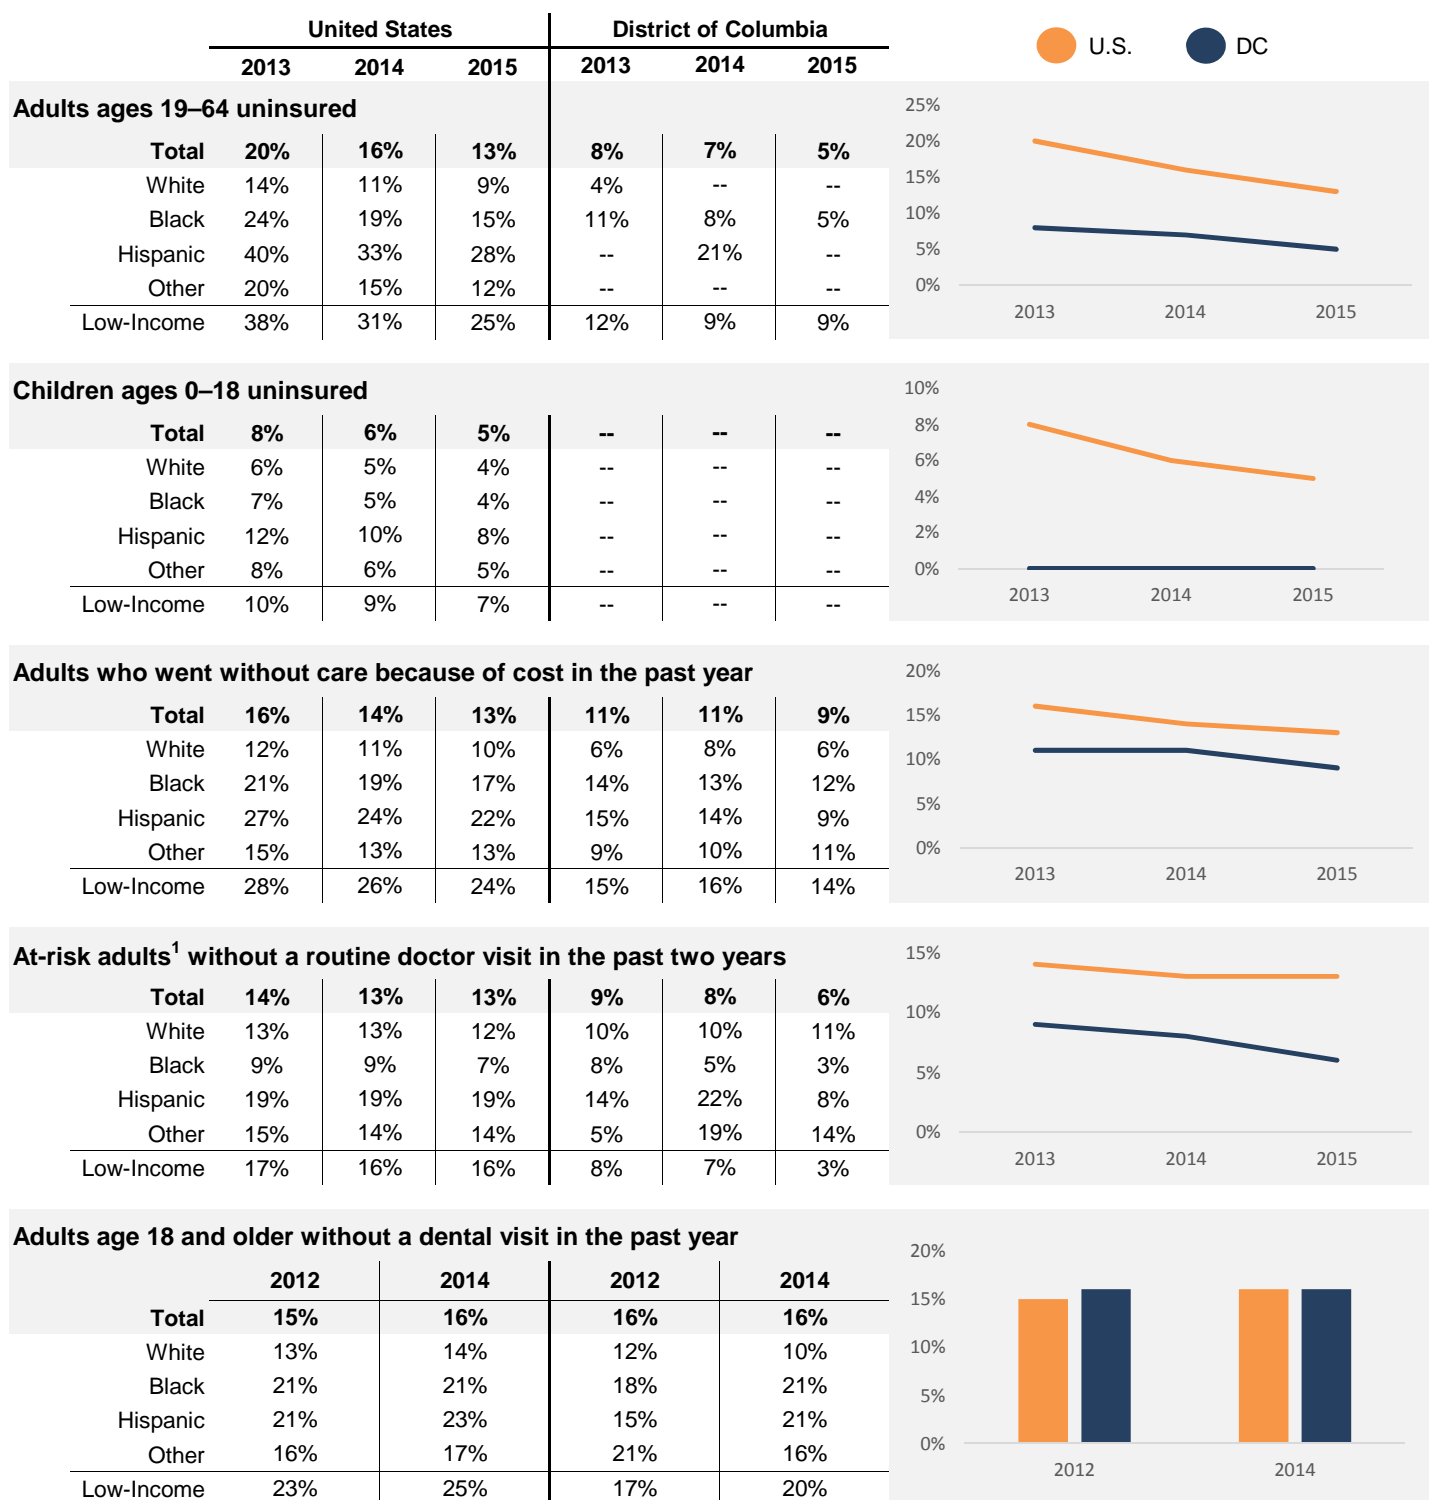 United States District of Columbia
U.S. DC
2013 2014 2015 2013 2014 2015
Adults ages 19–64 uninsured
Total 20% 16% 13% 8% 7% 5%
White 14% 11% 9% 4% -- --
Black 24% 19% 15% 11% 8% 5%
Hispanic 40% 33% 28% -- 21% --
Other 20% 15% 12% -- -- --
Low-Income 38% 31% 25% 12% 9% 9%
25%
20%
15%
10%
5%
0%
2013 2014 2015
Children ages 0–18 uninsured
Total 8% 6% 5% -- -- --
White 6% 5% 4% -- -- --
Black 7% 5% 4% -- -- --
Hispanic 12% 10% 8% -- -- --
Other 8% 6% 5% -- -- --
Low-Income 10% 9% 7% -- -- --
10%
8%
6%
4%
2%
0%
2013 2014 2015
Adults who went without care because of cost in the past year
Total 16% 14% 13% 11% 11% 9%
White 12% 11% 10% 6% 8% 6%
Black 21% 19% 17% 14% 13% 12%
Hispanic 27% 24% 22% 15% 14% 9%
Other 15% 13% 13% 9% 10% 11%
Low-Income 28% 26% 24% 15% 16% 14%
20%
15%
10%
5%
0%
2013 2014 2015
At-risk adults1 without a routine doctor visit in the past two years
Total 14% 13% 13% 9% 8% 6%
White 13% 13% 12% 10% 10% 11%
Black 9% 9% 7% 8% 5% 3%
Hispanic 19% 19% 19% 14% 22% 8%
Other 15% 14% 14% 5% 19% 14%
Low-Income 17% 16% 16% 8% 7% 3%
15%
10%
5%
0%
2013 2014 2015
Adults age 18 and older without a dental visit in the past year
2012 2014 2012 2014
Total 15% 16% 16% 16%
White 13% 14% 12% 10%
Black 21% 21% 18% 21%
Hispanic 21% 23% 15% 21%
Other 16% 17% 21% 16%
Low-Income 23% 25% 17% 20%
20%
15%
10%
5%
0%
2012 2014